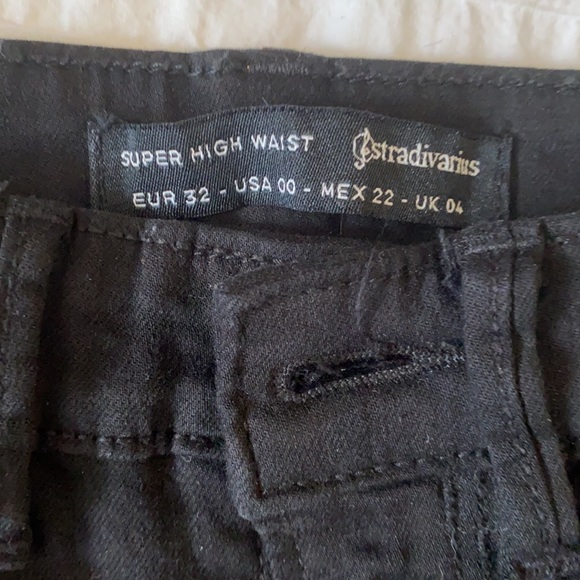 SUPER HIGH WAIST stradivarius
EUR 32 - USA 00 - MEX 22 - UK 04